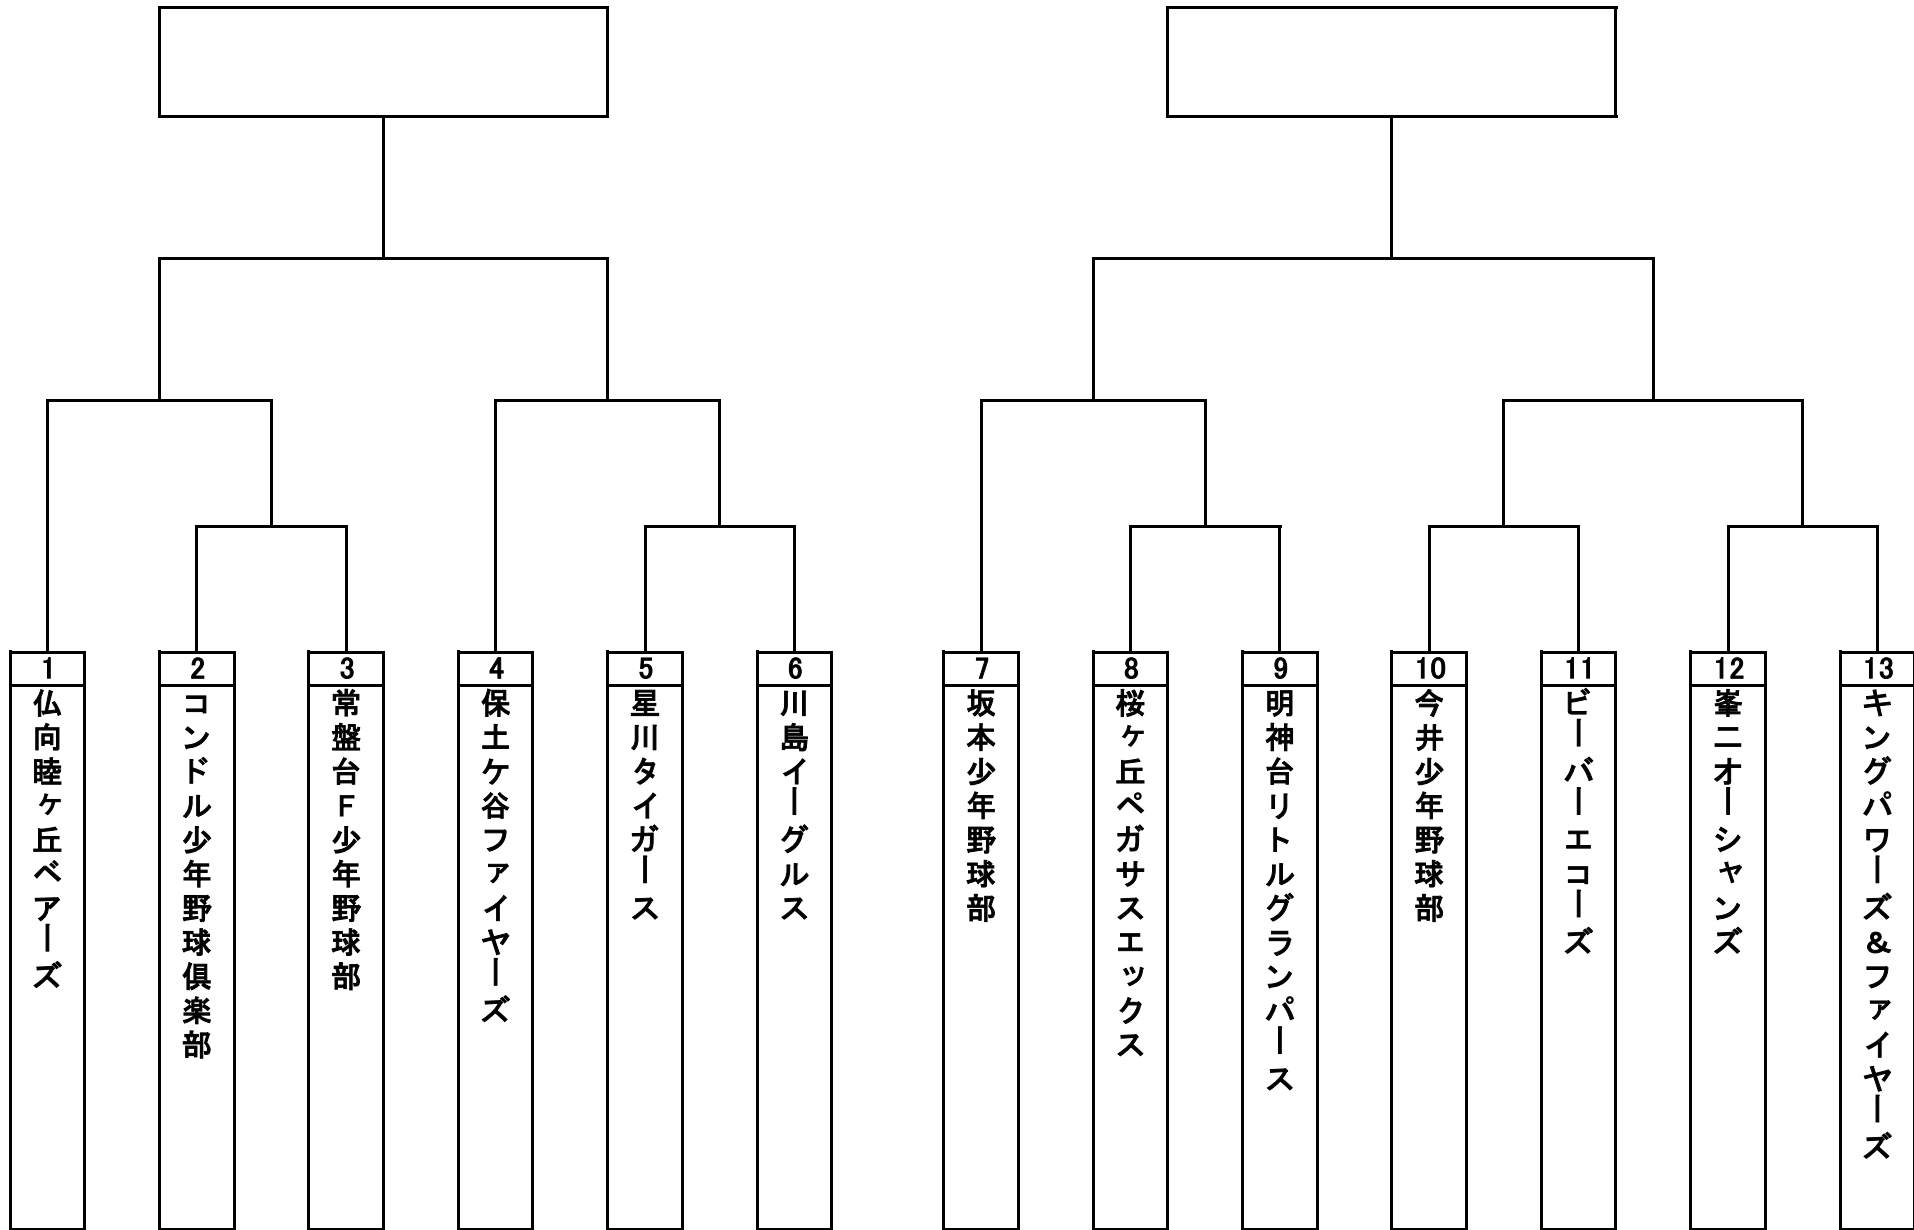 1
仏向睦ヶ丘ベアーズ
2
コンドル少年野球倶楽部
3
常盤台F少年野球部
4
保土ケ谷ファイヤーズ
5
星川タイガース
6
川島イーグルス
7
坂本少年野球部
8
桜ヶ丘ペガサスエックス
9
明神台リトルグランパース
10
今井少年野球部
11
ビーバーエコーズ
12
峯二オーシャンズ
13
キングパワーズ&ファイヤーズ